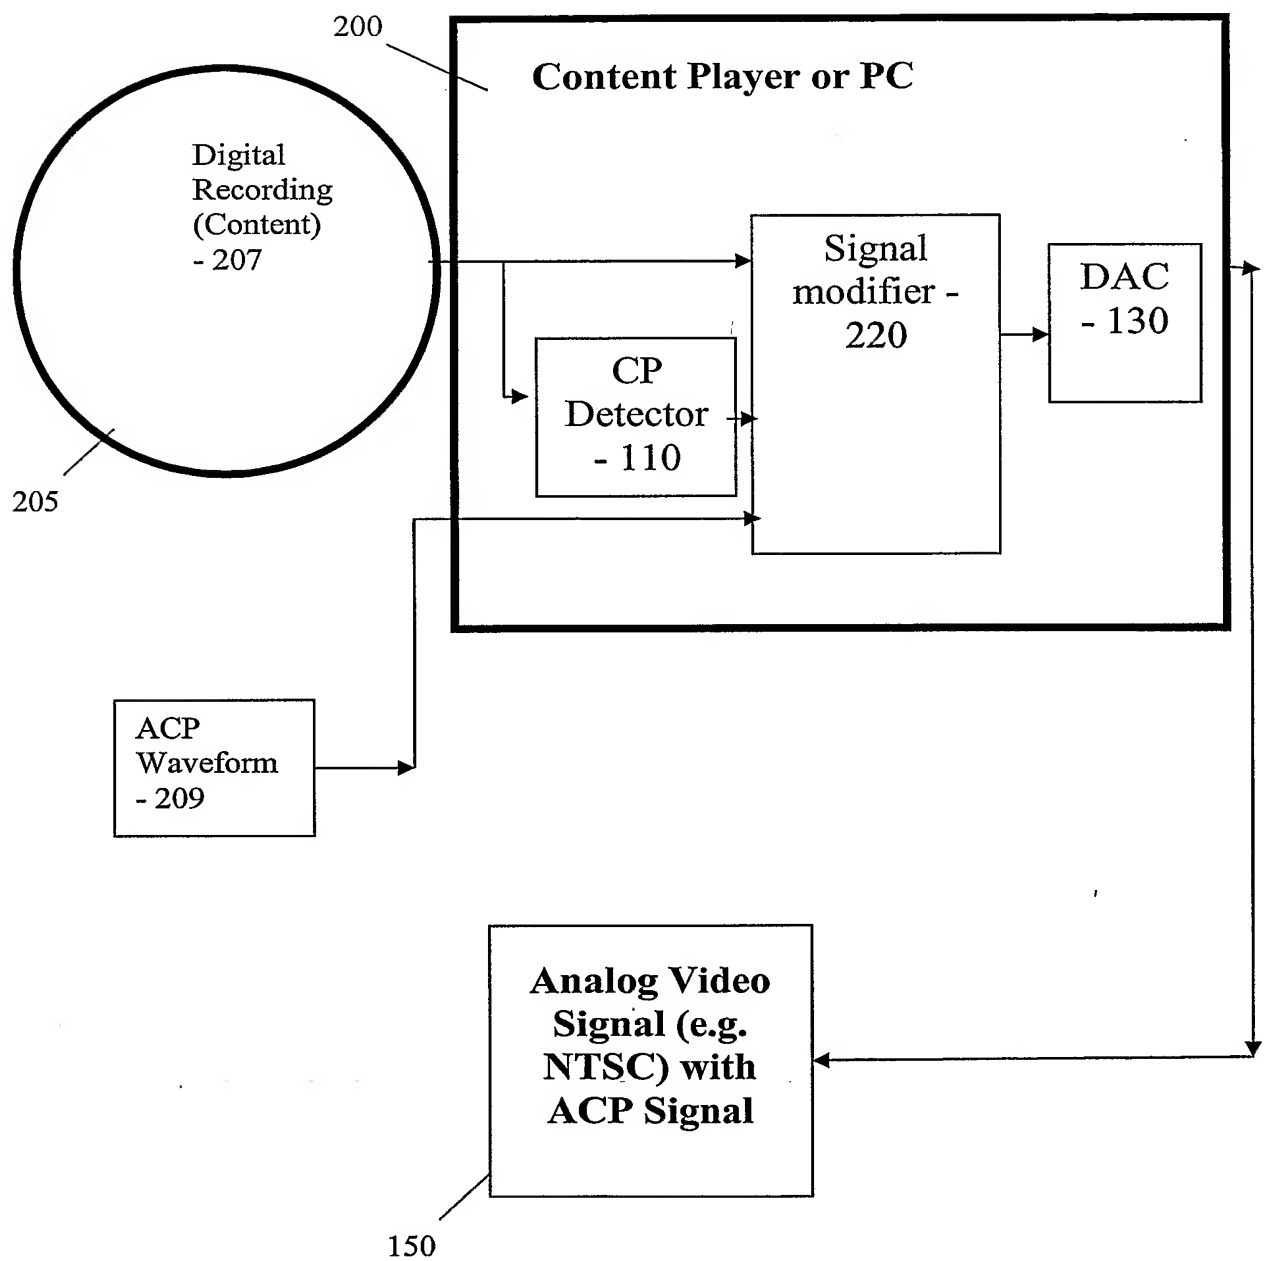 200
Content Player or PC
Digital
Recording
(Content)
- 207
Signal
modifier -
220
DAC
- 130
CP
Detector
- 110
205
ACP
Waveform
- 209
Analog Video
Signal (e.g.
NTSC) with
ACP Signal
150